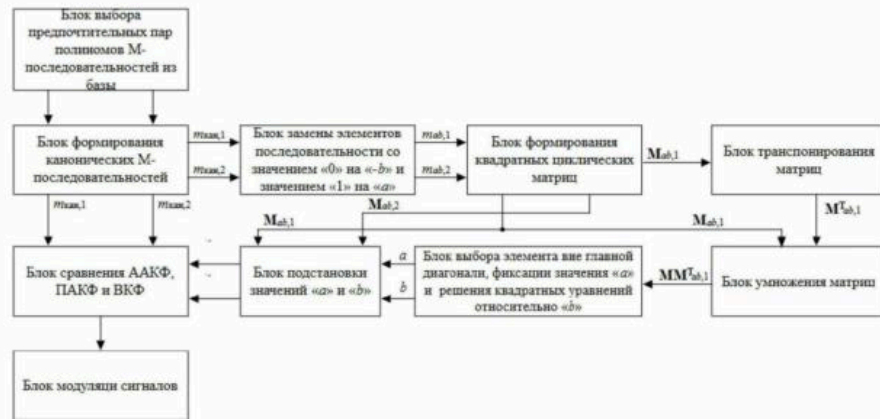 Блок выбора
предпочтительных пар
полиномов М-
последовательностей из
базы
Блок формирования
канонических М-
последовательностей
mкан,1
mкан,2
Блок замены элементов
последовательности со
значением «0» на «-b» и
значением «1» на «a»
mab,1
mab,2
Блок формирования
квадратных циклических
матриц
Mab,1
Блок транспонирования
матриц
mкан,1
mкан,2
Mab,2
Mab,1
Mab,1
MTab,1
Блок сравнения ААКФ,
ПАКФ и ВКФ
Блок подстановки
значений «a» и «b»
a
b
Блок выбора элемента вне главной
диагонали, фиксации значения «a»
и решения квадратных уравнений
относительно «b»
MMTab,1
Блок умножения матриц
Блок модуляци сигналов